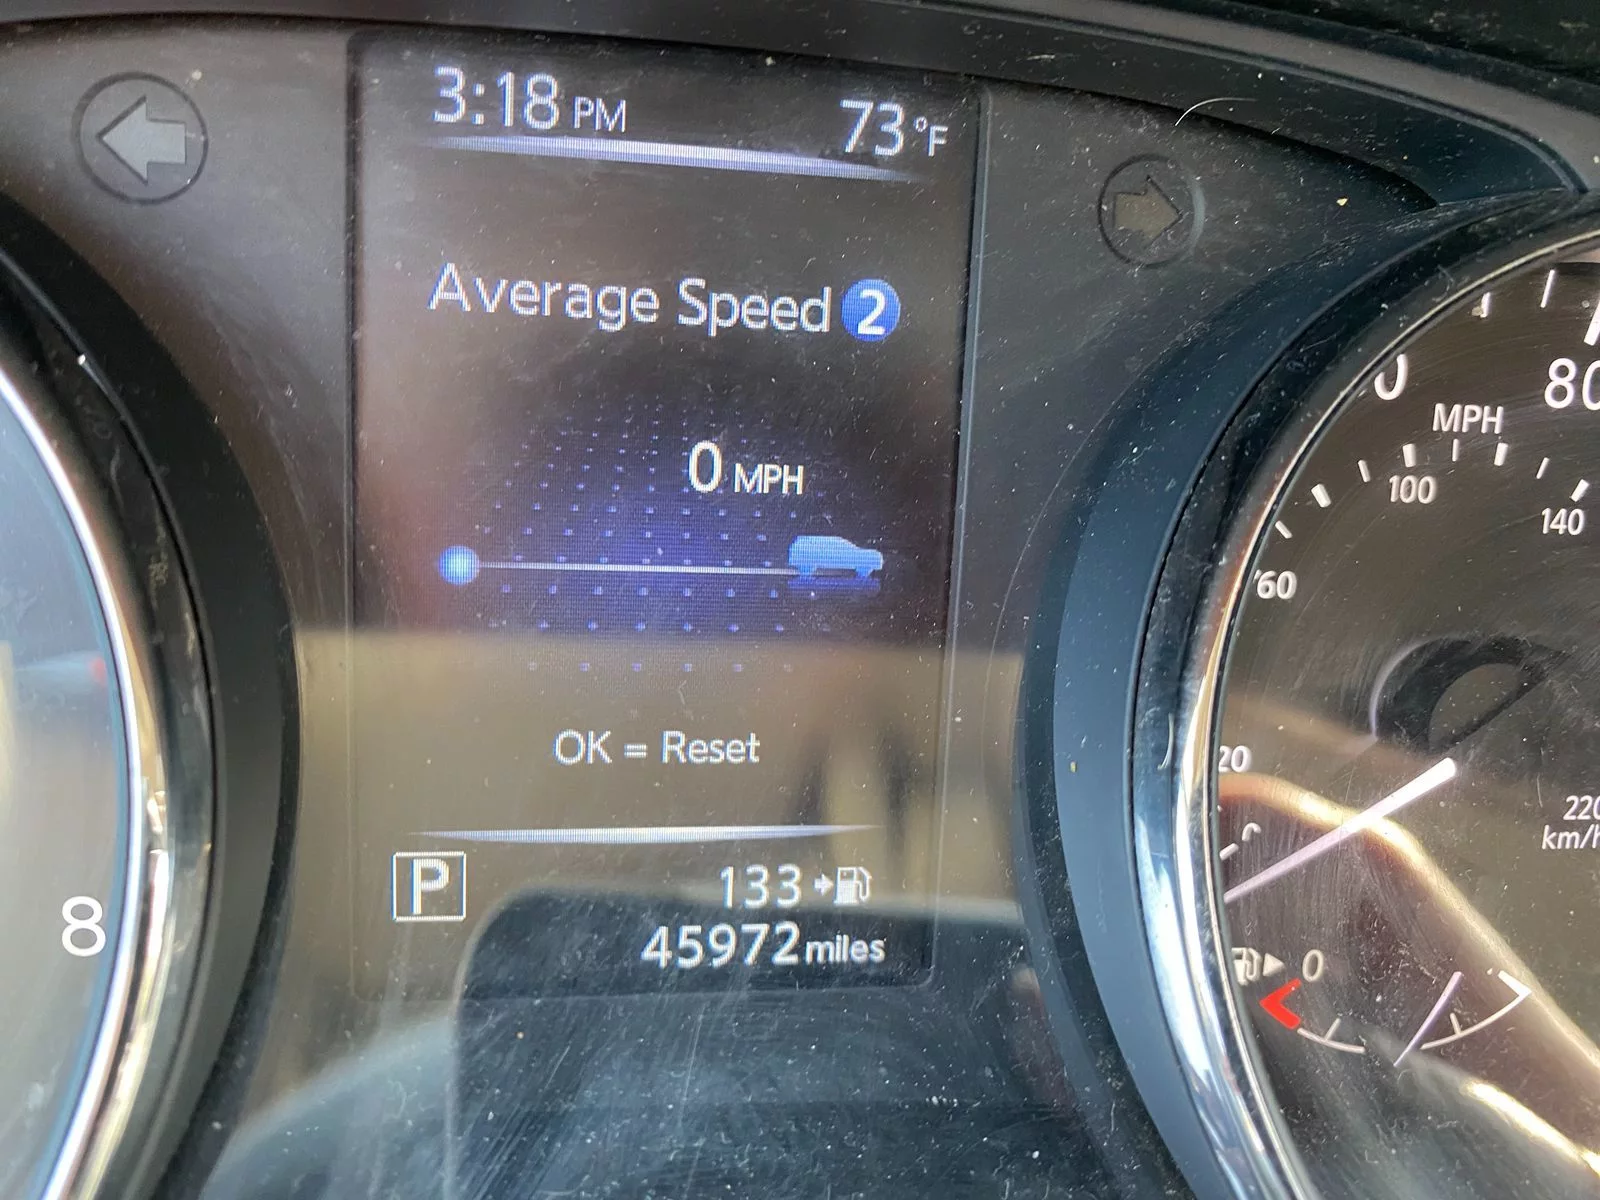 3:18 PM 73°F
Average Speed 2
0 MPH
OK = Reset
P 133
45972 miles
8
80
MPH
100
140
60
20
220
km/h
0